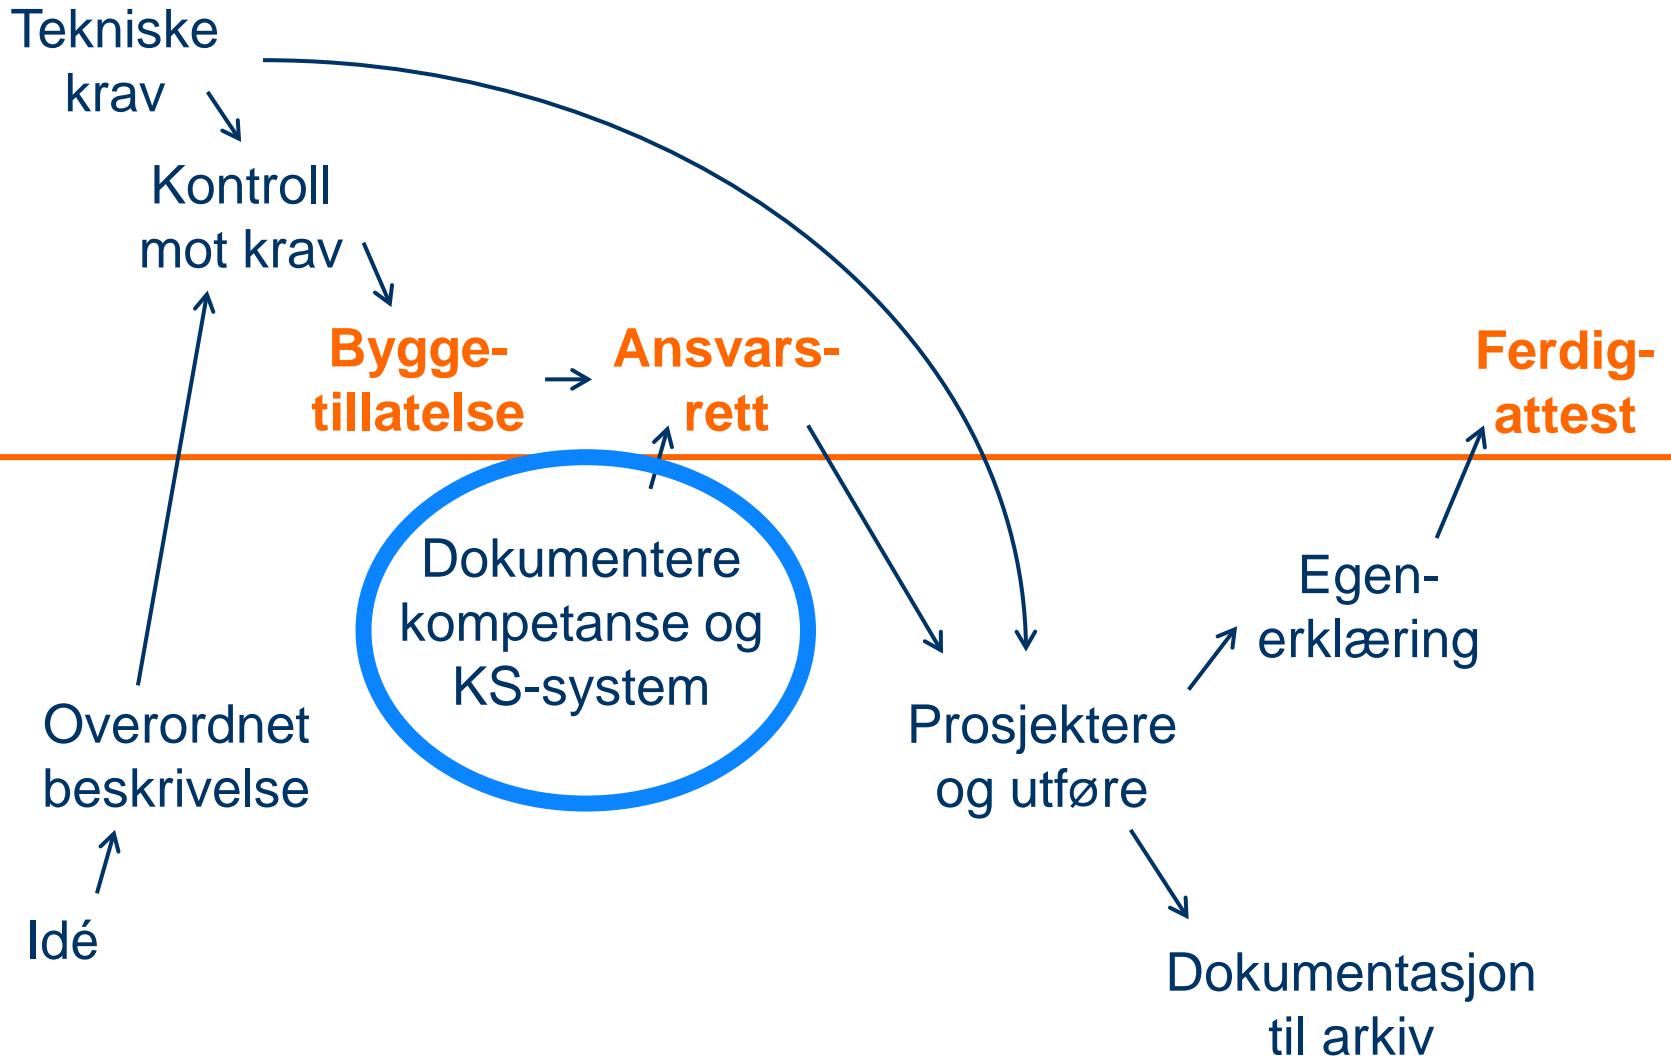 Tekniske
krav
Kontroll
mot krav
Bygge-
tillatelse
Ansvars-
rett
Ferdig-
attest
Dokumentere
kompetanse og
KS-system
Egen-
erklæring
Overordnet
beskrivelse
Prosjektere
og utføre
Idé
Dokumentasjon
til arkiv